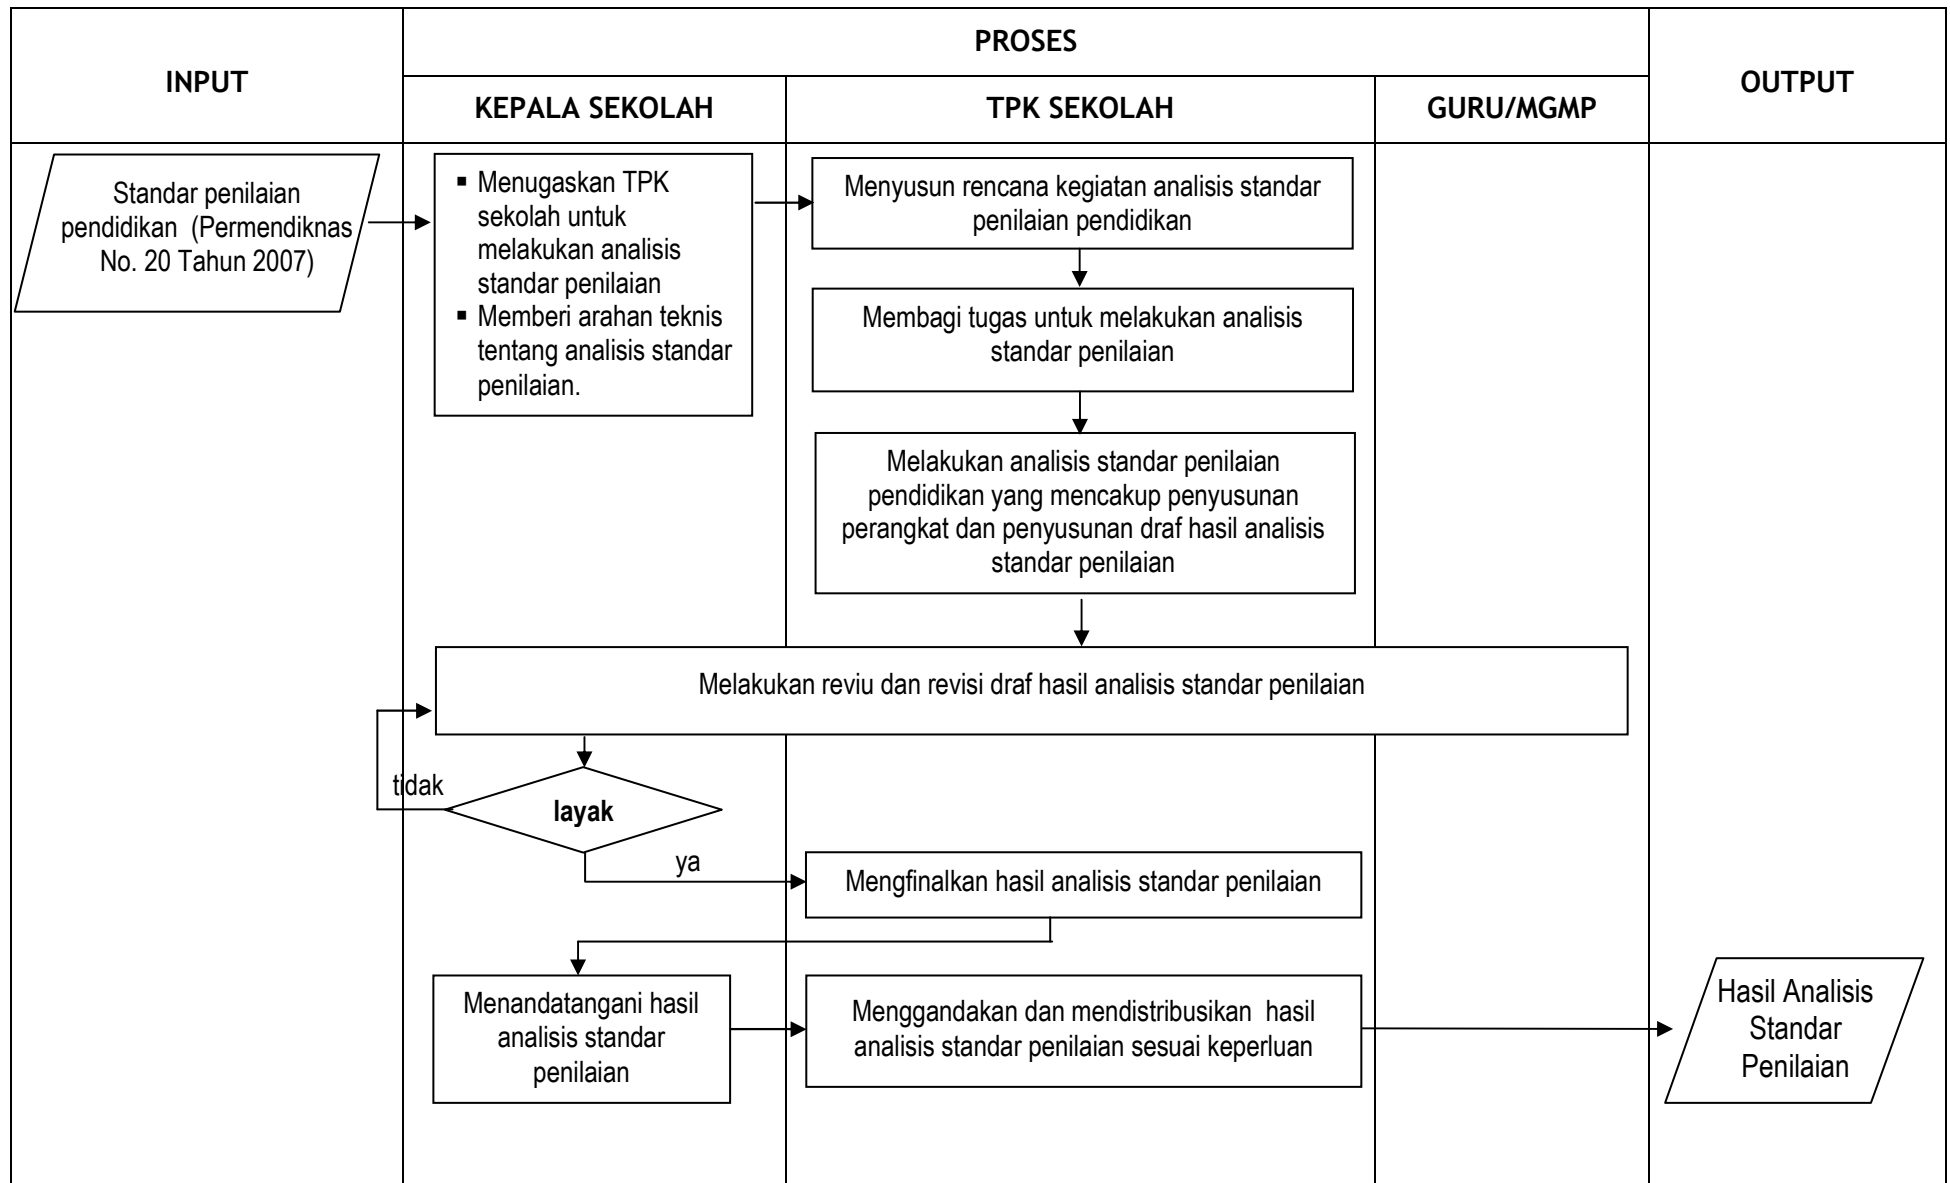 INPUT
PROSES
OUTPUT
KEPALA SEKOLAH
TPK SEKOLAH
GURU/MGMP
Standar penilaian
pendidikan (Permendiknas
No. 20 Tahun 2007)
▪ Menugaskan TPK
sekolah untuk
melakukan analisis
standar penilaian
▪ Memberi arahan teknis
tentang analisis standar
penilaian.
Menyusun rencana kegiatan analisis standar
penilaian pendidikan
Membagi tugas untuk melakukan analisis
standar penilaian
Melakukan analisis standar penilaian
pendidikan yang mencakup penyusunan
perangkat dan penyusunan draf hasil analisis
standar penilaian
Melakukan reviu dan revisi draf hasil analisis standar penilaian
tidak
layak
ya
Mengfinalkan hasil analisis standar penilaian
Menandatangani hasil
analisis standar
penilaian
Menggandakan dan mendistribusikan hasil
analisis standar penilaian sesuai keperluan
Hasil Analisis
Standar
Penilaian